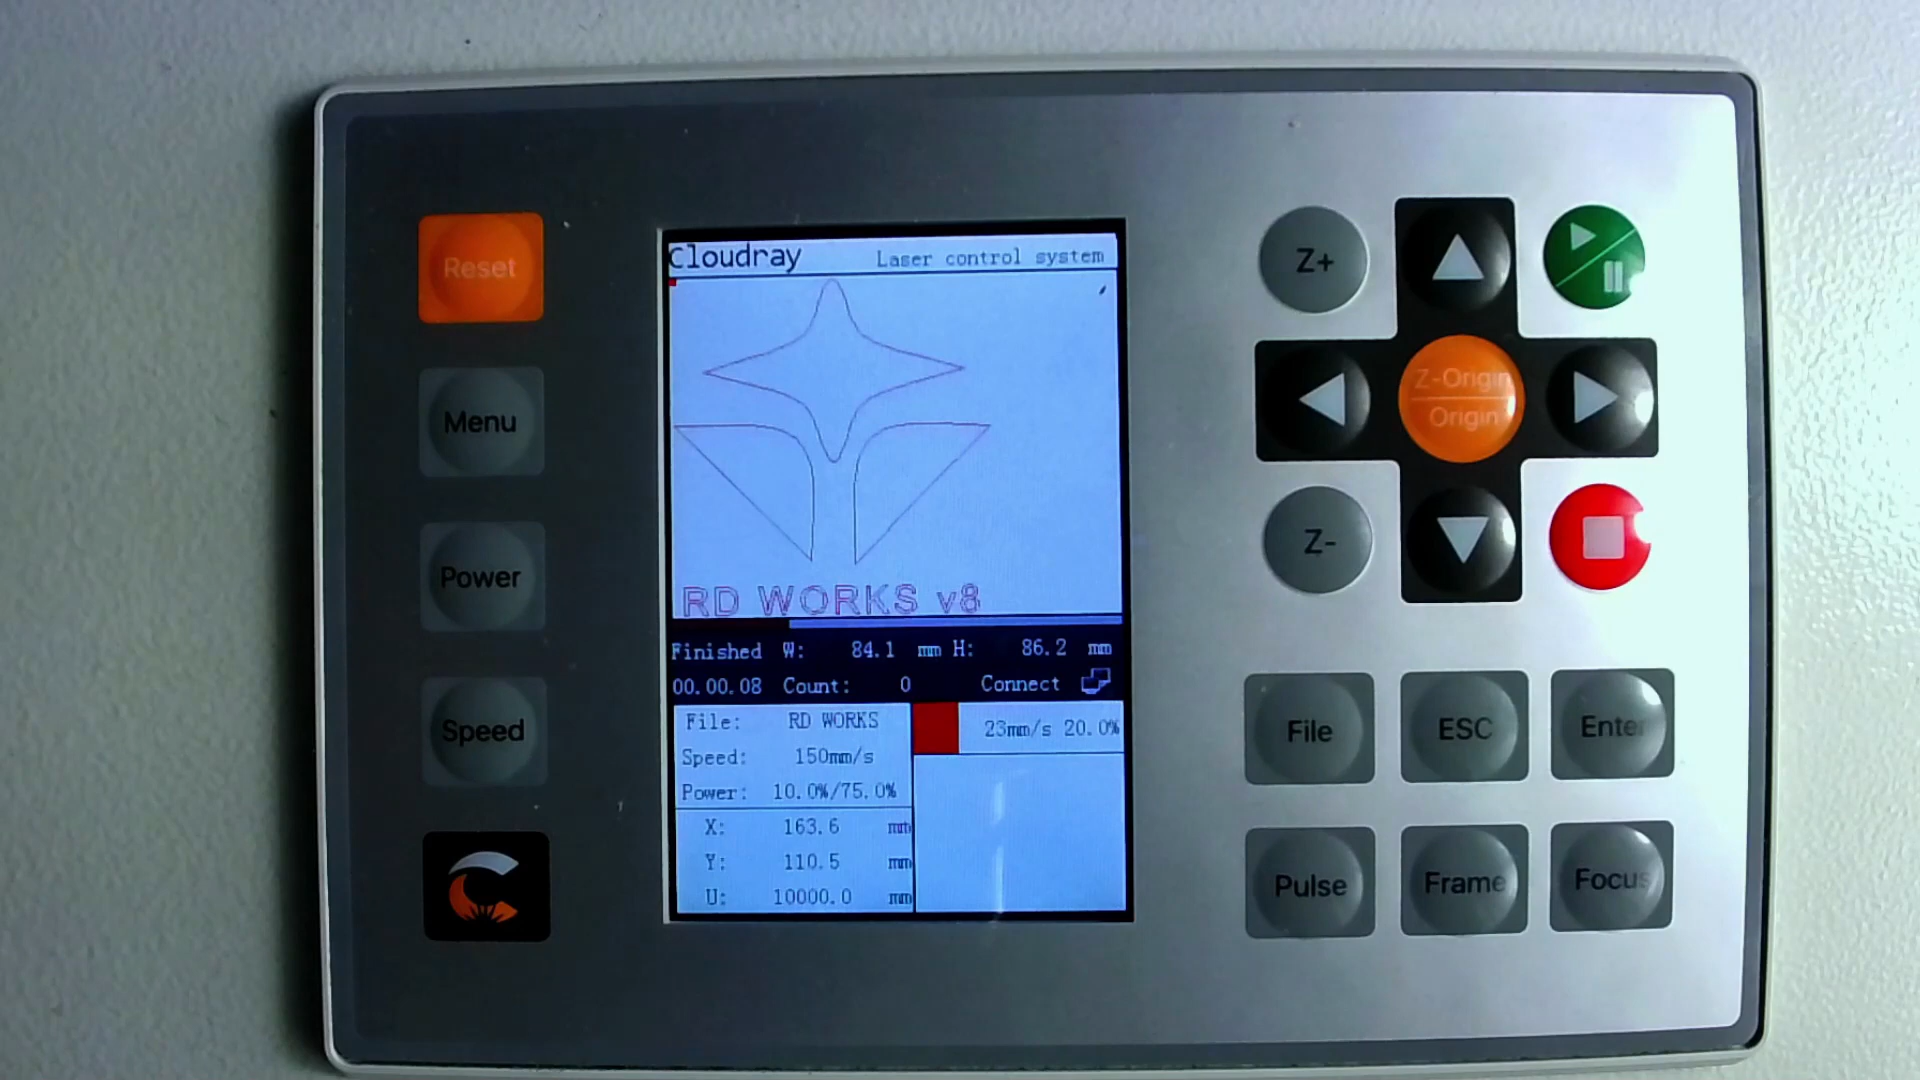 Cloudray Laser control system
RD WORKS v8
Finished W: 84.1 mm H: 86.2 mm
00.00.08 Count: 0 Connect
File: RD WORKS
23mm/s 20.0%
Speed: 150mm/s
Power: 10.0%/75.0%
X: 163.6 mm
Y: 110.5 mm
U: 10000.0 mm
Reset
Menu
Power
Speed
Z+
Z-Origin
Origin
Z-
File ESC Enter
Pulse Frame Focus